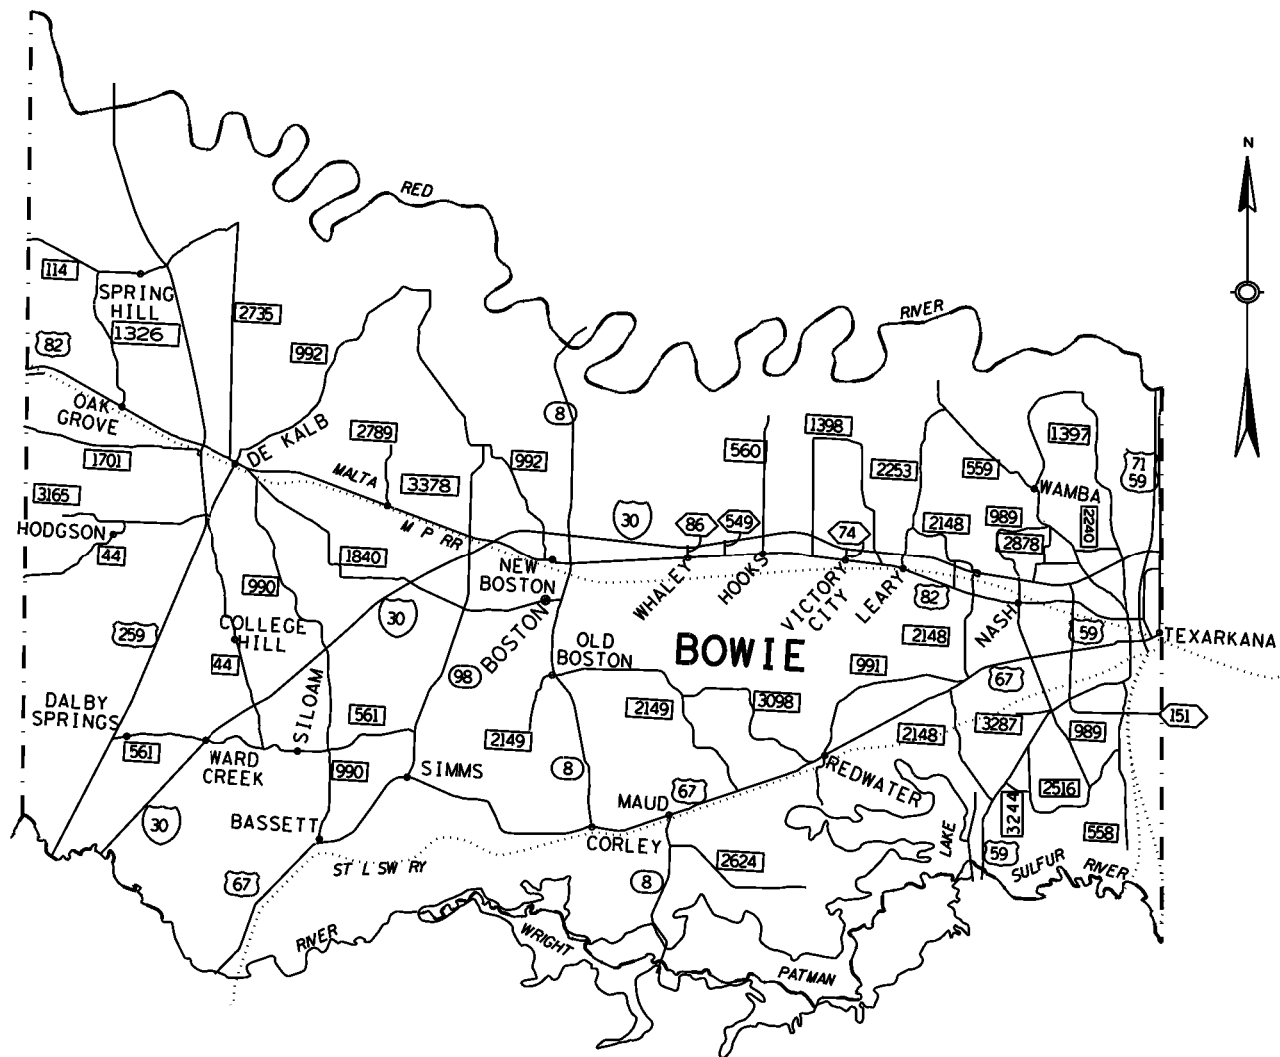 N
RED
RIVER
114
SPRING
HILL
1326
2735
82
992
OAK
GROVE
DE KALB
8
1398
1397
2789
560
1701
992
2253
559
71
59
MALTA
3378
3165
WAMBA
HODGSON
M P RR
30
86
549
74
2148
989
2240
2878
44
1840
NEW
BOSTON
WHALEY
HOOKS
VICTORY
CITY
LEARY
82
NASH
990
30
COLLEGE
HILL
259
BOSTON
OLD
BOSTON
BOWIE
2148
59
TEXARKANA
44
98
991
67
DALBY
SPRINGS
SILOAM
561
2149
3098
151
561
WARD
CREEK
2149
2148
3287
989
990
SIMMS
8
REDWATER
67
2516
MAUD
30
BASSETT
CORLEY
3244
558
LAKE
59
SULFUR
RIVER
ST L SW RY
2624
67
8
RIVER
WRIGHT
PATMAN